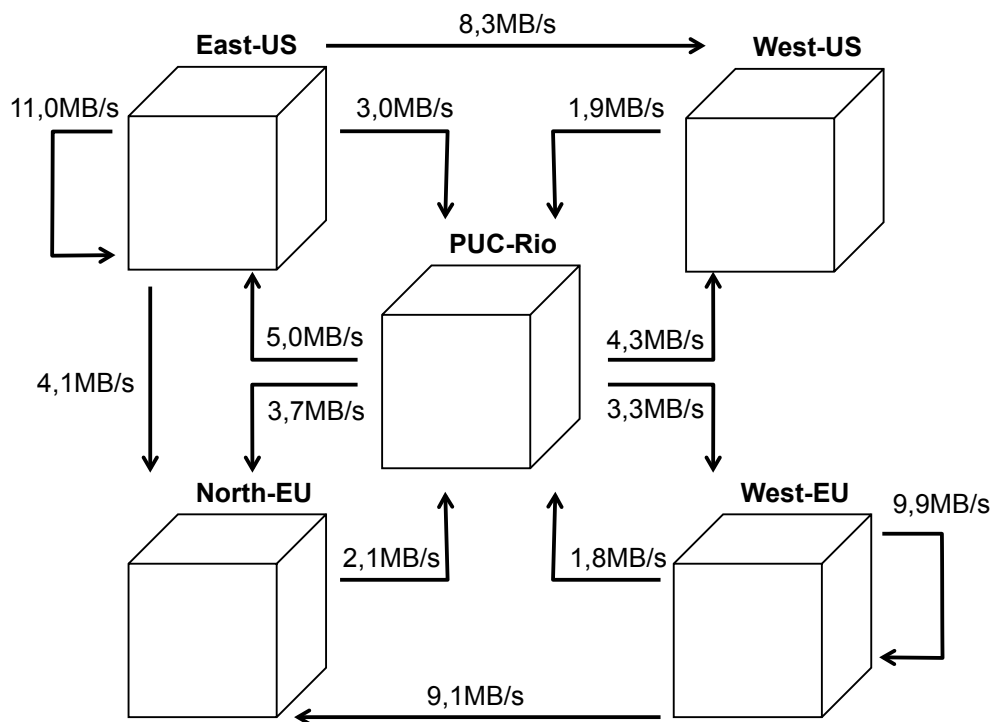 8,3MB/s
East-US
West-US
11,0MB/s
3,0MB/s
1,9MB/s
PUC-Rio
5,0MB/s
4,3MB/s
4,1MB/s
3,7MB/s
3,3MB/s
North-EU
West-EU
9,9MB/s
2,1MB/s
1,8MB/s
9,1MB/s